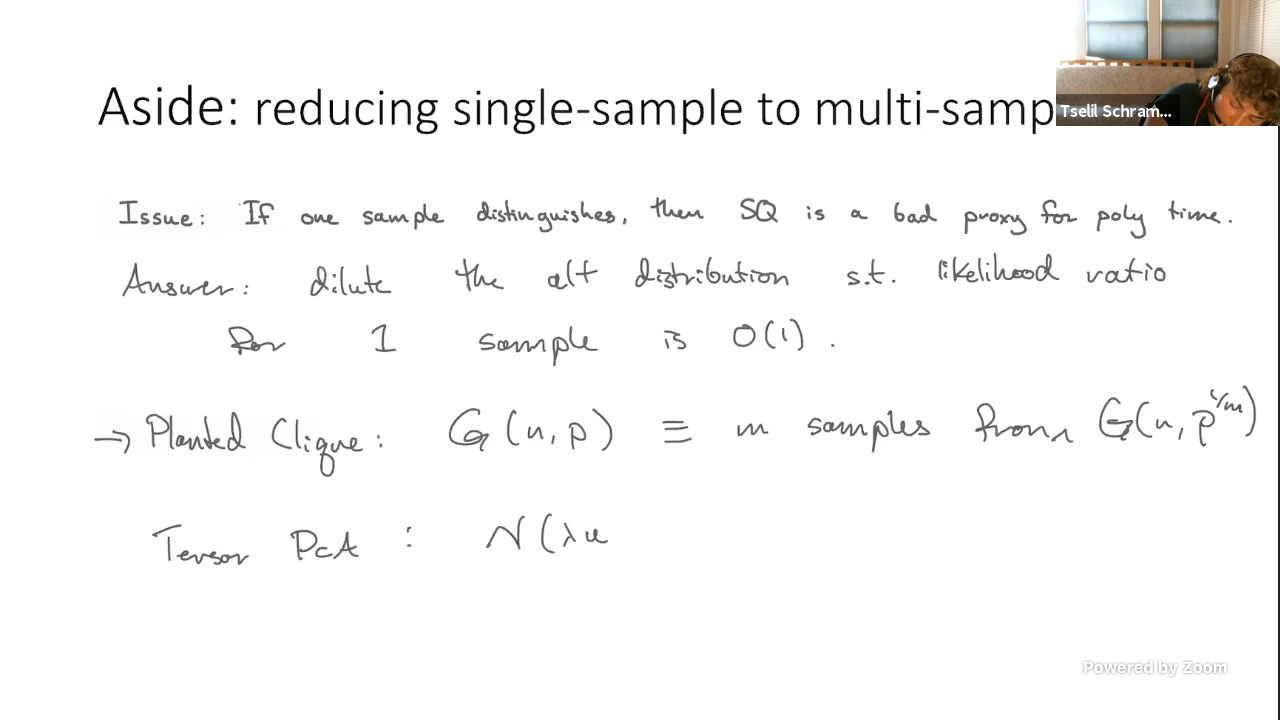 Aside: reducing single-sample to multi-samp
Tselil Schram...
Issue: If one sample distinguishes, then SQ is a bad proxy for poly time.
Answer: dilute the alt distribution s.t. likelihood ratio
for 1 sample is O(1).
→ Planted Clique: G(n, p) ≡ m samples from G(n, p^{1/m})
Tensor PCA : N(λu
Powered by Zoom